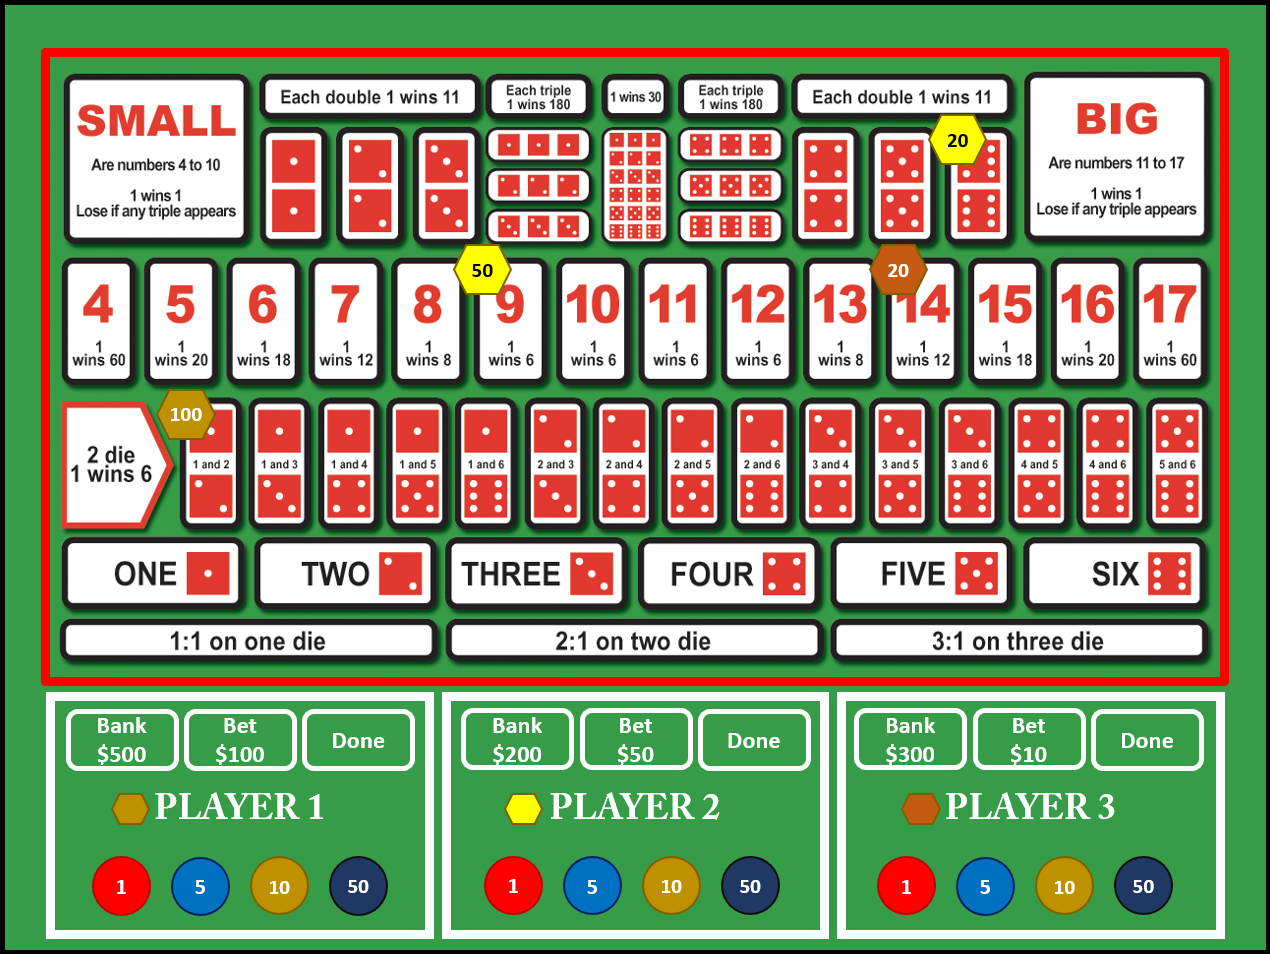 SMALL
Are numbers 4 to 10
1 wins 1
Lose if any triple appears
Each double 1 wins 11
Each triple
1 wins 180
1 wins 30
Each triple
1 wins 180
Each double 1 wins 11
BIG
Are numbers 11 to 17
1 wins 1
Lose if any triple appears
20
50
20
4
1
wins 60
5
1
wins 20
6
1
wins 18
7
1
wins 12
8
1
wins 8
9
1
wins 6
10
1
wins 6
11
1
wins 6
12
1
wins 6
13
1
wins 8
14
1
wins 12
15
1
wins 18
16
1
wins 20
17
1
wins 60
100
2 die
1 wins 6
1 and 2
1 and 3
1 and 4
1 and 5
1 and 6
2 and 3
2 and 4
2 and 5
2 and 6
3 and 4
3 and 5
3 and 6
4 and 5
4 and 6
5 and 6
ONE
TWO
THREE
FOUR
FIVE
SIX
1:1 on one die
2:1 on two die
3:1 on three die
Bank
$500
Bet
$100
Done
PLAYER 1
1
5
10
50
Bank
$200
Bet
$50
Done
PLAYER 2
1
5
10
50
Bank
$300
Bet
$10
Done
PLAYER 3
1
5
10
50